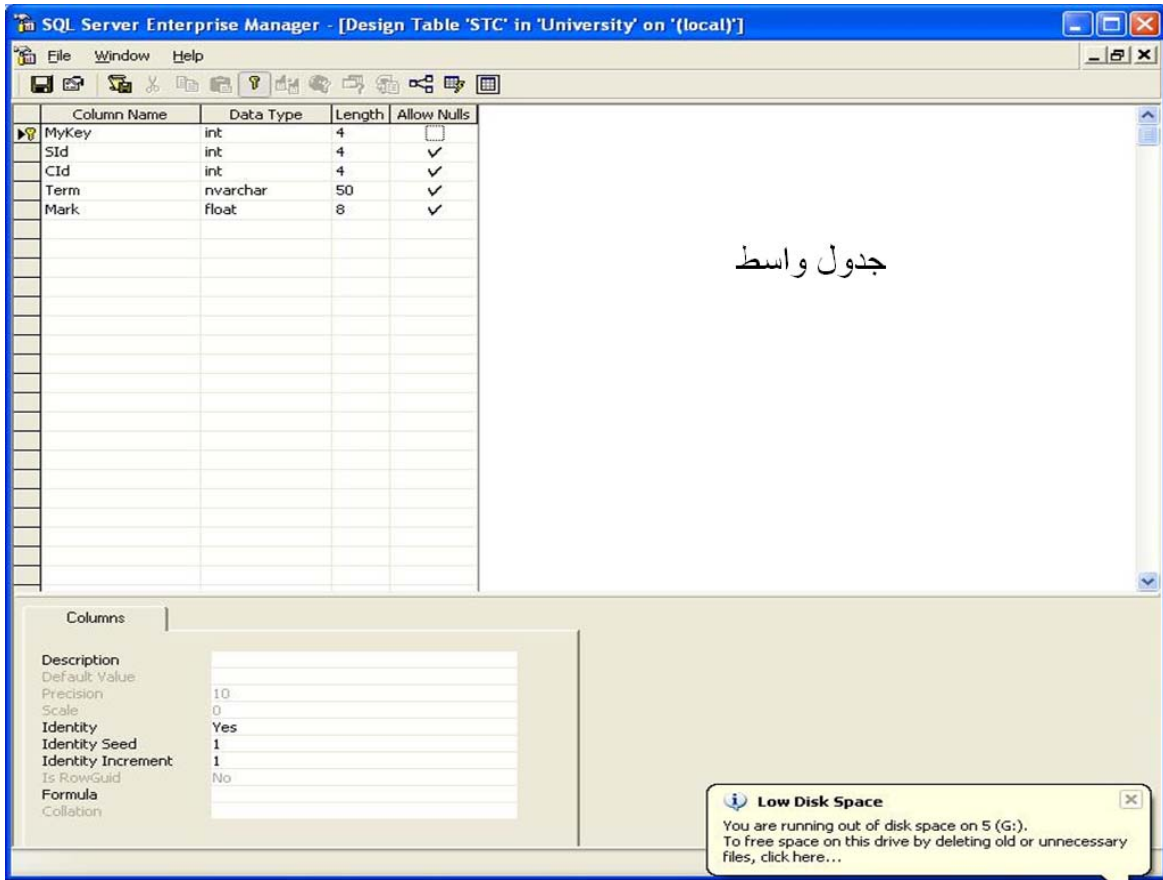 SQL Server Enterprise Manager - [Design Table 'STC' in 'University' on '(local)']
File Window Help
Column Name Data Type Length Allow Nulls
MyKey int 4
SId int 4
CId int 4
Term nvarchar 50
Mark float 8
جدول واسط
Columns
Description
Default Value
Precision 10
Scale 0
Identity Yes
Identity Seed 1
Identity Increment 1
Is RowGuid No
Formula
Collation
Low Disk Space
You are running out of disk space on 5 (G:).
To free space on this drive by deleting old or unnecessary
files, click here...